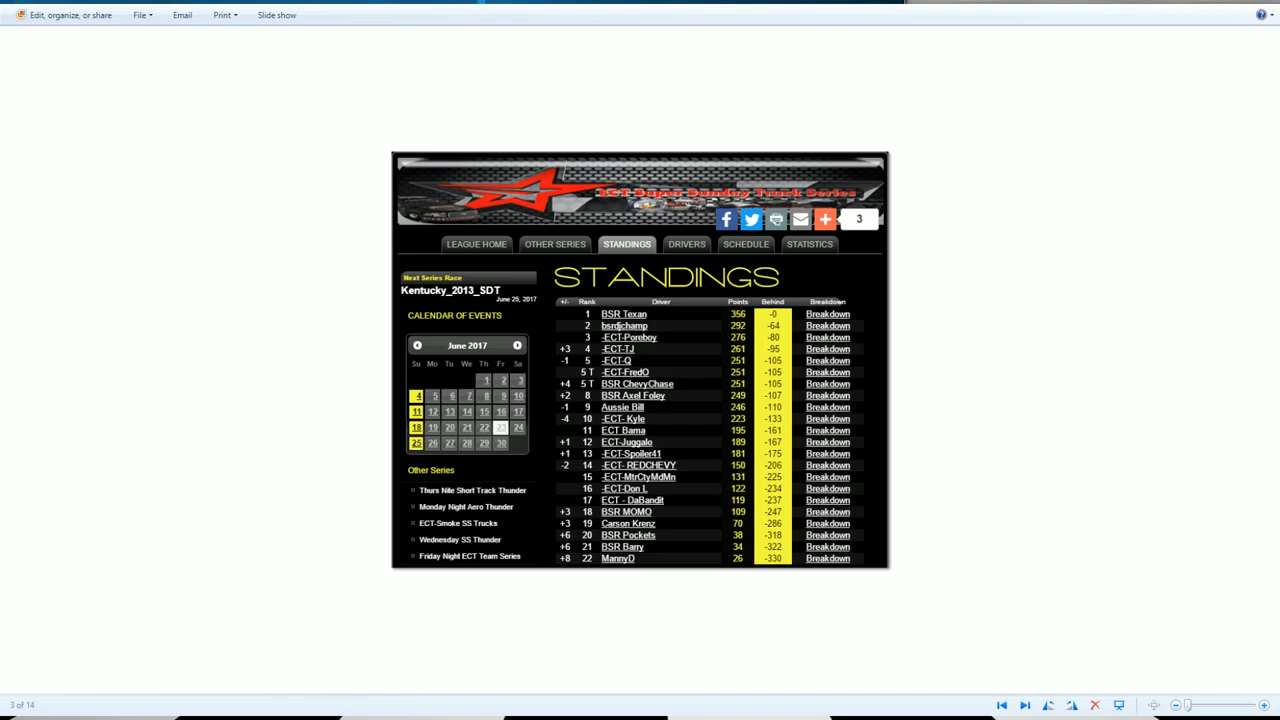 Edit, organize, or share File Email Print Slide show
ECT Super Sunday Truck Series
3
LEAGUE HOME OTHER SERIES STANDINGS DRIVERS SCHEDULE STATISTICS
Next Series Race
Kentucky_2013_SDT
June 25, 2017
CALENDAR OF EVENTS
June 2017
Su Mo Tu We Th Fr Sa
1 2 3
4 5 6 7 8 9 10
11 12 13 14 15 16 17
18 19 20 21 22 23 24
25 26 27 28 29 30
Other Series
Thurs Nite Short Track Thunder
Monday Night Aero Thunder
ECT-Smoke SS Trucks
Wednesday SS Thunder
Friday Night ECT Team Series
STANDINGS
+/- Rank Driver Points Behind Breakdown
1 BSR Texan 356 -0 Breakdown
2 bsrdjchamp 292 -64 Breakdown
3 -ECT-Poreboy 276 -80 Breakdown
+3 4 -ECT-TJ 261 -95 Breakdown
-1 5 -ECT-Q 251 -105 Breakdown
5 T -ECT-FredO 251 -105 Breakdown
+4 5 T BSR ChevyChase 251 -105 Breakdown
+2 8 BSR Axel Foley 249 -107 Breakdown
-1 9 Aussie Bill 246 -110 Breakdown
-4 10 -ECT- Kyle 223 -133 Breakdown
11 ECT Bama 195 -161 Breakdown
+1 12 ECT-Juggalo 189 -167 Breakdown
+1 13 -ECT-Spoiler41 181 -175 Breakdown
-2 14 -ECT- REDCHEVY 150 -206 Breakdown
15 -ECT-MtrCtyMdMn 131 -225 Breakdown
16 -ECT-Don L 122 -234 Breakdown
17 ECT - DaBandit 119 -237 Breakdown
+3 18 BSR MOMO 109 -247 Breakdown
+3 19 Carson Krenz 70 -286 Breakdown
+6 20 BSR Pockets 38 -318 Breakdown
+6 21 BSR Barry 34 -322 Breakdown
+8 22 MannyD 26 -330 Breakdown
3 of 14